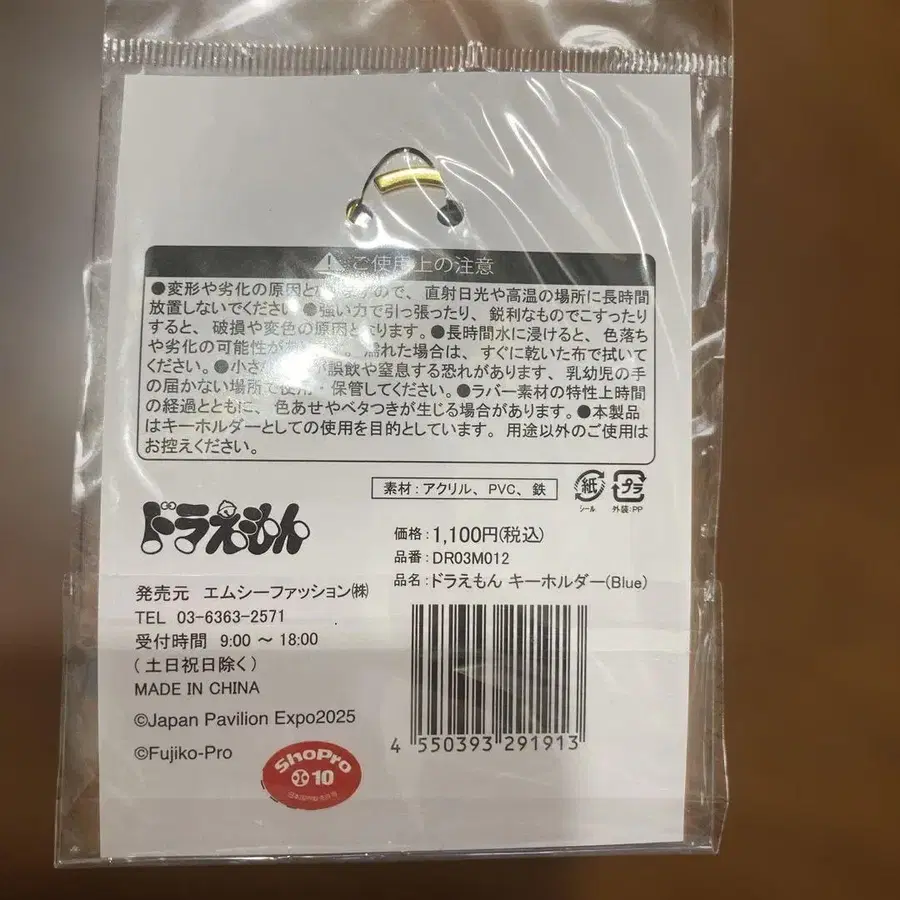 ご使用上の注意
●変形や劣化の原因と ので、直射日光や高温の場所に長時間
放置しないでください ●強い力で引っ張ったり、鋭利なものでこすったり
すると、破損や変色の原因となります。●長時間水に浸けると、色落ち
や劣化の可能性が 濡れた場合は、すぐに乾いた布で拭いて
ください。●小さ が誤飲や窒息する恐れがあります、乳幼児の手
の届かない場所で使用・保管してください。●ラバー素材の特性上時間
の経過とともに、色あせやベタつきが生じる場合があります。●本製品
はキーホルダーとしての使用を目的としています。用途以外のご使用は
お控えください。
素材:アクリル、PVC、鉄
紙
シール
プラ
外装:PP
ドラえもん
価格:1,100円(税込)
品番:DR03M012
品名:ドラえもん キーホルダー(Blue)
発売元 エムシーファッション㈱
TEL 03-6363-2571
受付時間 9:00 ～ 18:00
(土日祝日除く)
MADE IN CHINA
©Japan Pavilion Expo2025
©Fujiko-Pro
4 550393 291913
ShoPro
10